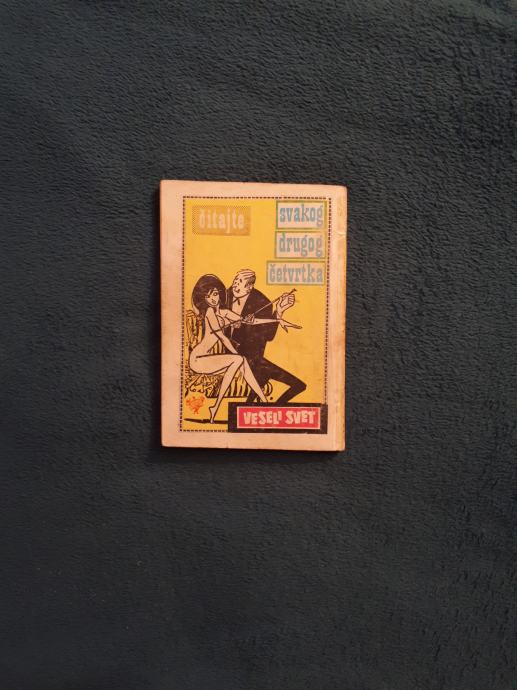 čitajte
svakog
drugog
četvrtka
VESELI SVET